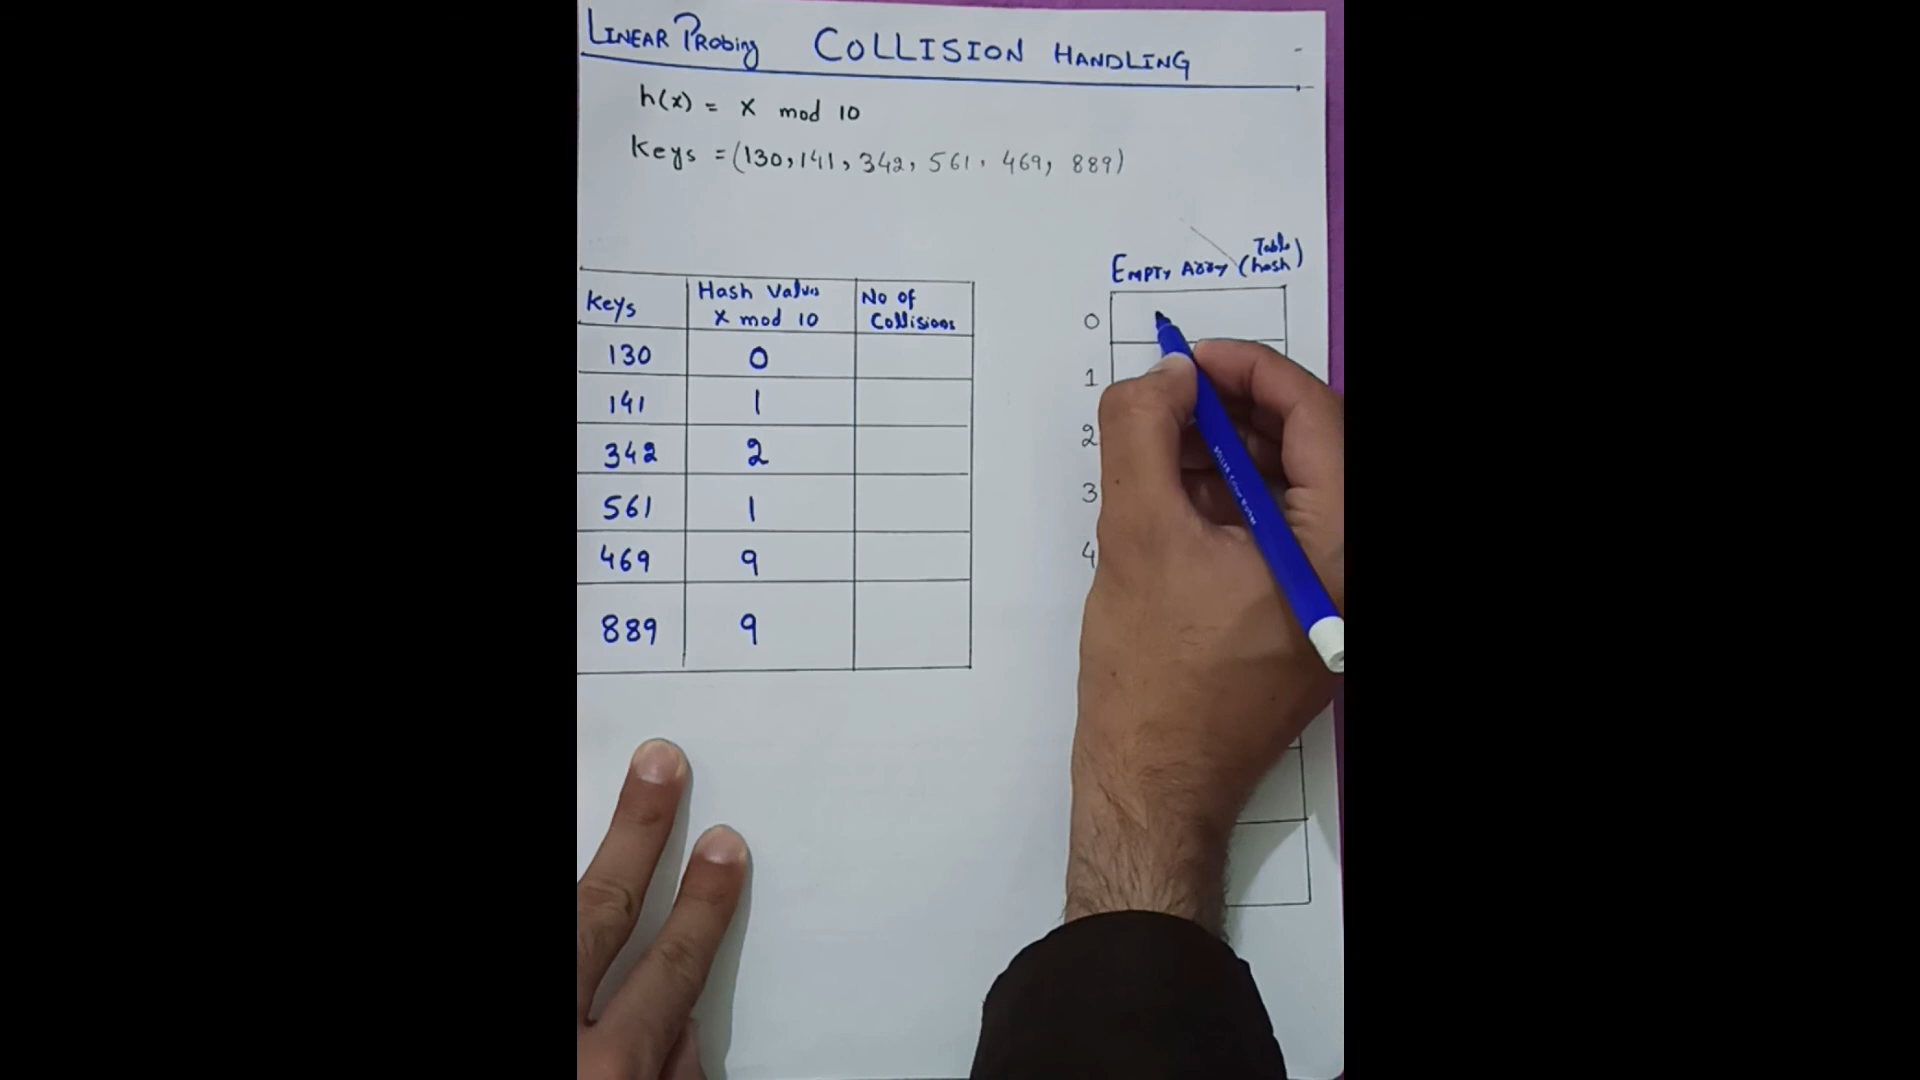 LINEAR Probing COLLISION HANDLING
h(x) = X mod 10
Keys = (130, 141, 342, 561, 469, 889)
Table
EMPTY Array (hash)
Keys Hash Values No of
X mod 10 Collisions
130 0
141 1
342 2
561 1
469 9
889 9
0
1
2
3
4